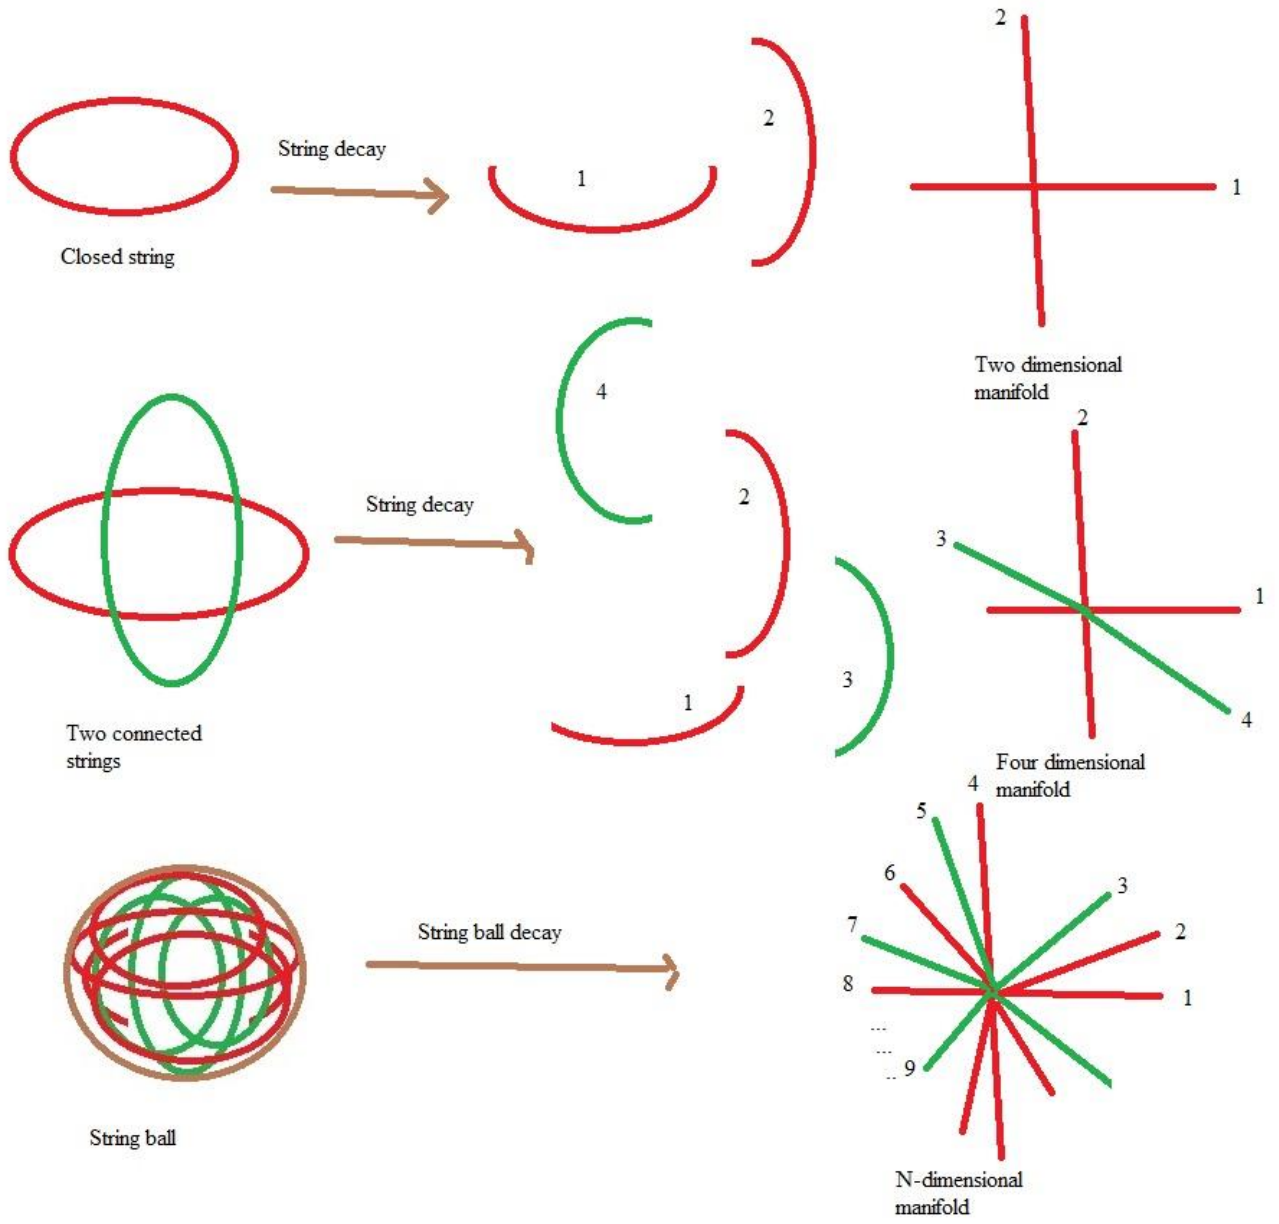 2
2
String decay
1
1
Closed string
Two dimensional
manifold
4
2
2
String decay
3
1
1
3
4
Two connected
strings
Four dimensional
manifold
4
5
6
3
7
2
String ball decay
8
1
...
...
..
9
String ball
N-dimensional
manifold